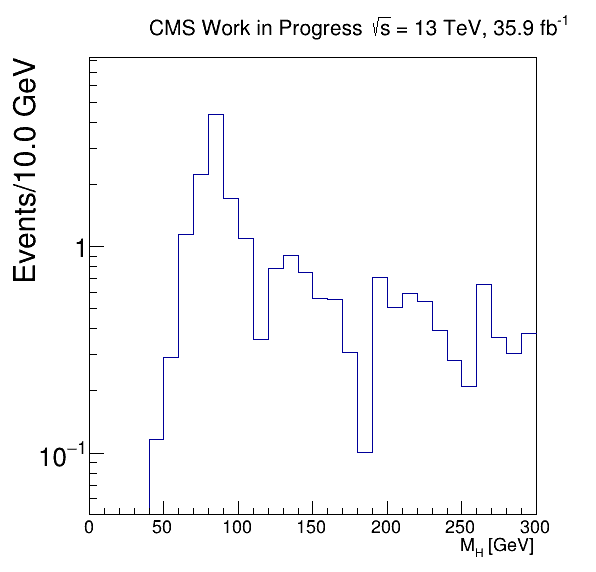 CMS Work in Progress √s = 13 TeV, 35.9 fb⁻¹
Events/10.0 GeV
1
10⁻¹
0 50 100 150 200 250 300
M_H [GeV]